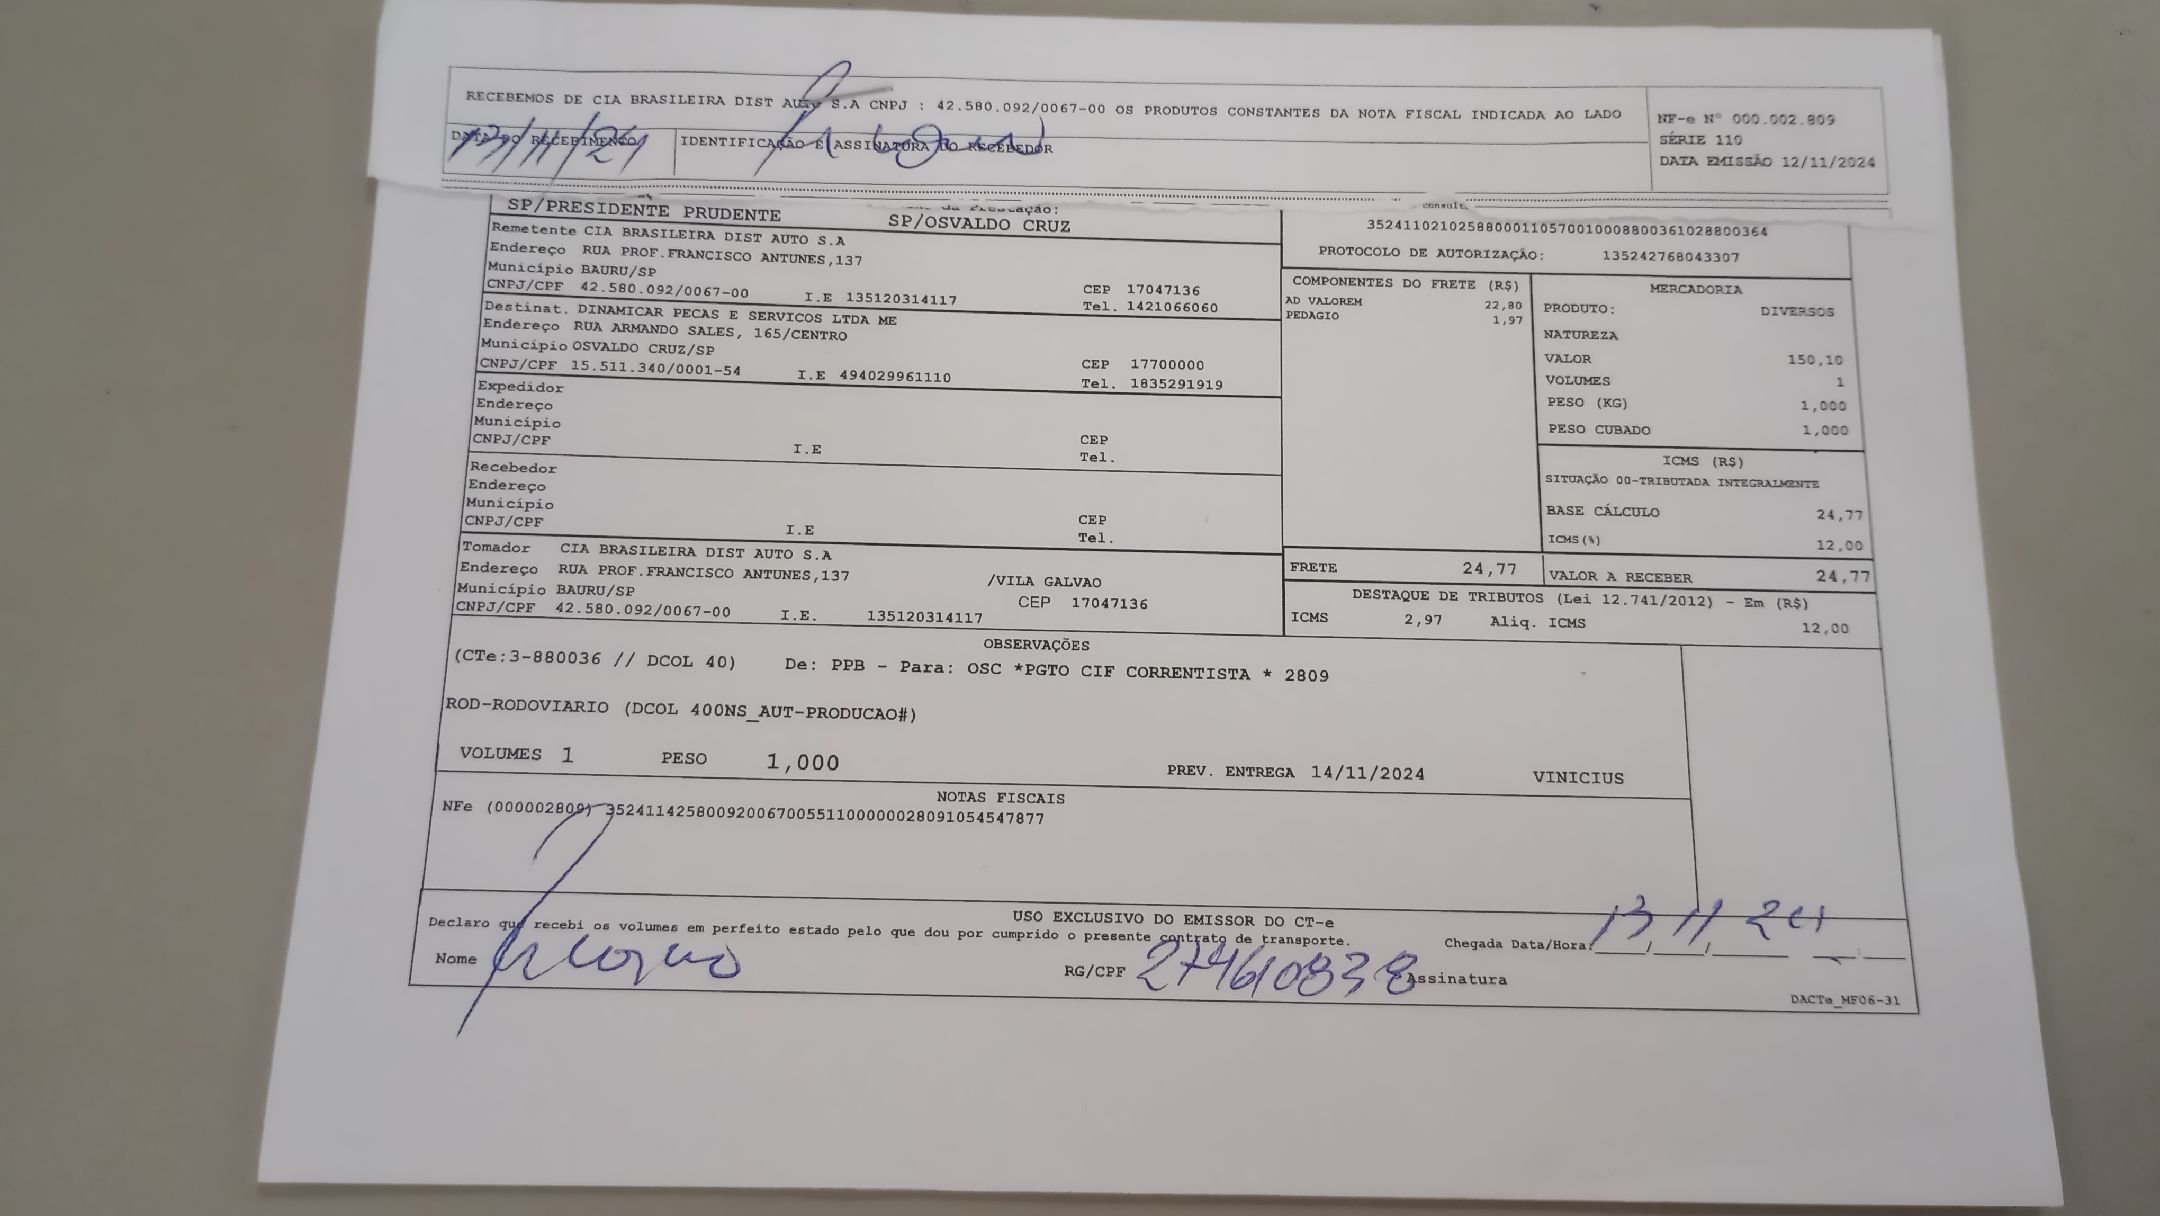 RECEBEMOS DE CIA BRASILEIRA DIST AUTO S.A CNPJ : 42.580.092/0067-00 OS PRODUTOS CONSTANTES DA NOTA FISCAL INDICADA AO LADO
NF-e Nº 000.002.809
SÉRIE 110
DATA EMISSÃO 12/11/2024
DATA DO RECEBIMENTO
13/11/24
IDENTIFICAÇÃO E ASSINATURA DO RECEBEDOR
SP/PRESIDENTE PRUDENTE SP/OSVALDO CRUZ
Remetente CIA BRASILEIRA DIST AUTO S.A
Endereço RUA PROF.FRANCISCO ANTUNES,137
Município BAURU/SP CEP 17047136
CNPJ/CPF 42.580.092/0067-00 I.E 135120314117 Tel. 1421066060
Destinat. DINAMICAR PECAS E SERVICOS LTDA ME
Endereço RUA ARMANDO SALES, 165/CENTRO
Município OSVALDO CRUZ/SP CEP 17700000
CNPJ/CPF 15.511.340/0001-54 I.E 494029961110 Tel. 1835291919
Expedidor
Endereço
Município CEP
CNPJ/CPF I.E Tel.
Recebedor
Endereço
Município CEP
CNPJ/CPF I.E Tel.
Tomador CIA BRASILEIRA DIST AUTO S.A
Endereço RUA PROF.FRANCISCO ANTUNES,137 /VILA GALVAO
Município BAURU/SP CEP 17047136
CNPJ/CPF 42.580.092/0067-00 I.E. 135120314117
35241102102588000110570010008800361028800364
PROTOCOLO DE AUTORIZAÇÃO: 135242768043307
COMPONENTES DO FRETE (R$)
AD VALOREM 22,80
PEDAGIO 1,97
MERCADORIA
PRODUTO: DIVERSOS
NATUREZA
VALOR 150,10
VOLUMES 1
PESO (KG) 1,000
PESO CUBADO 1,000
ICMS (R$)
SITUAÇÃO 00-TRIBUTADA INTEGRALMENTE
BASE CÁLCULO 24,77
ICMS(%) 12,00
FRETE 24,77 VALOR A RECEBER 24,77
DESTAQUE DE TRIBUTOS (Lei 12.741/2012) - Em (R$)
ICMS 2,97 Aliq. ICMS 12,00
OBSERVAÇÕES
(CTe:3-880036 // DCOL 40) De: PPB - Para: OSC *PGTO CIF CORRENTISTA * 2809
ROD-RODOVIARIO (DCOL 400NS_AUT-PRODUCAO#)
VOLUMES 1 PESO 1,000 PREV. ENTREGA 14/11/2024 VINICIUS
NOTAS FISCAIS
NFe (000002809) 35241142580092006700551100000028091054547877
USO EXCLUSIVO DO EMISSOR DO CT-e
Declaro que recebi os volumes em perfeito estado pelo que dou por cumprido o presente contrato de transporte.
Chegada Data/Hora: 13 11 24
Nome
RG/CPF 274610838 Assinatura
DACTe_MF06-31